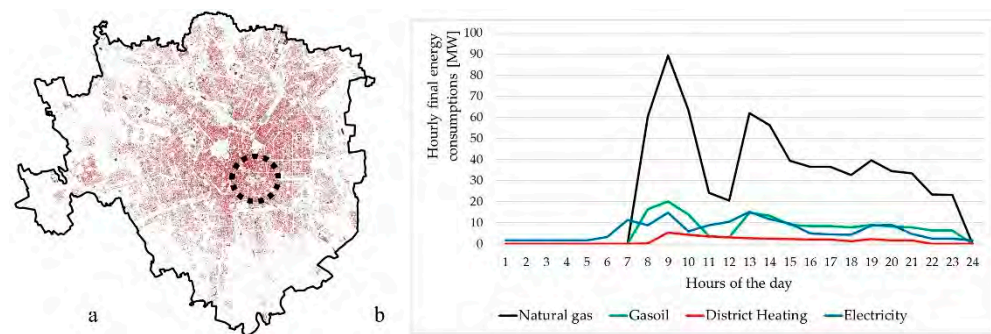 a
b
Hourly final energy
consumptions [MW]
100
90
80
70
60
50
40
30
20
10
0
1 2 3 4 5 6 7 8 9 10 11 12 13 14 15 16 17 18 19 20 21 22 23 24
Hours of the day
Natural gas Gasoil District Heating Electricity